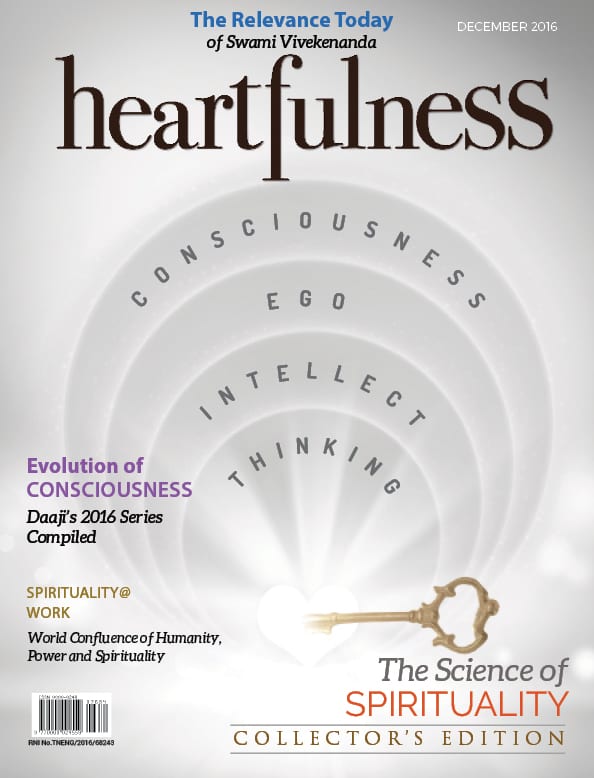 The Relevance Today
of Swami Vivekenanda
DECEMBER 2016
heartfulness
CONSCIOUSNESS
EGO
INTELLECT
THINKING
Evolution of
CONSCIOUSNESS
Daaji's 2016 Series
Compiled
SPIRITUALITY@
WORK
World Confluence of Humanity,
Power and Spirituality
The Science of
SPIRITUALITY
COLLECTOR'S EDITION
RNI No.TNENG/2016/68243